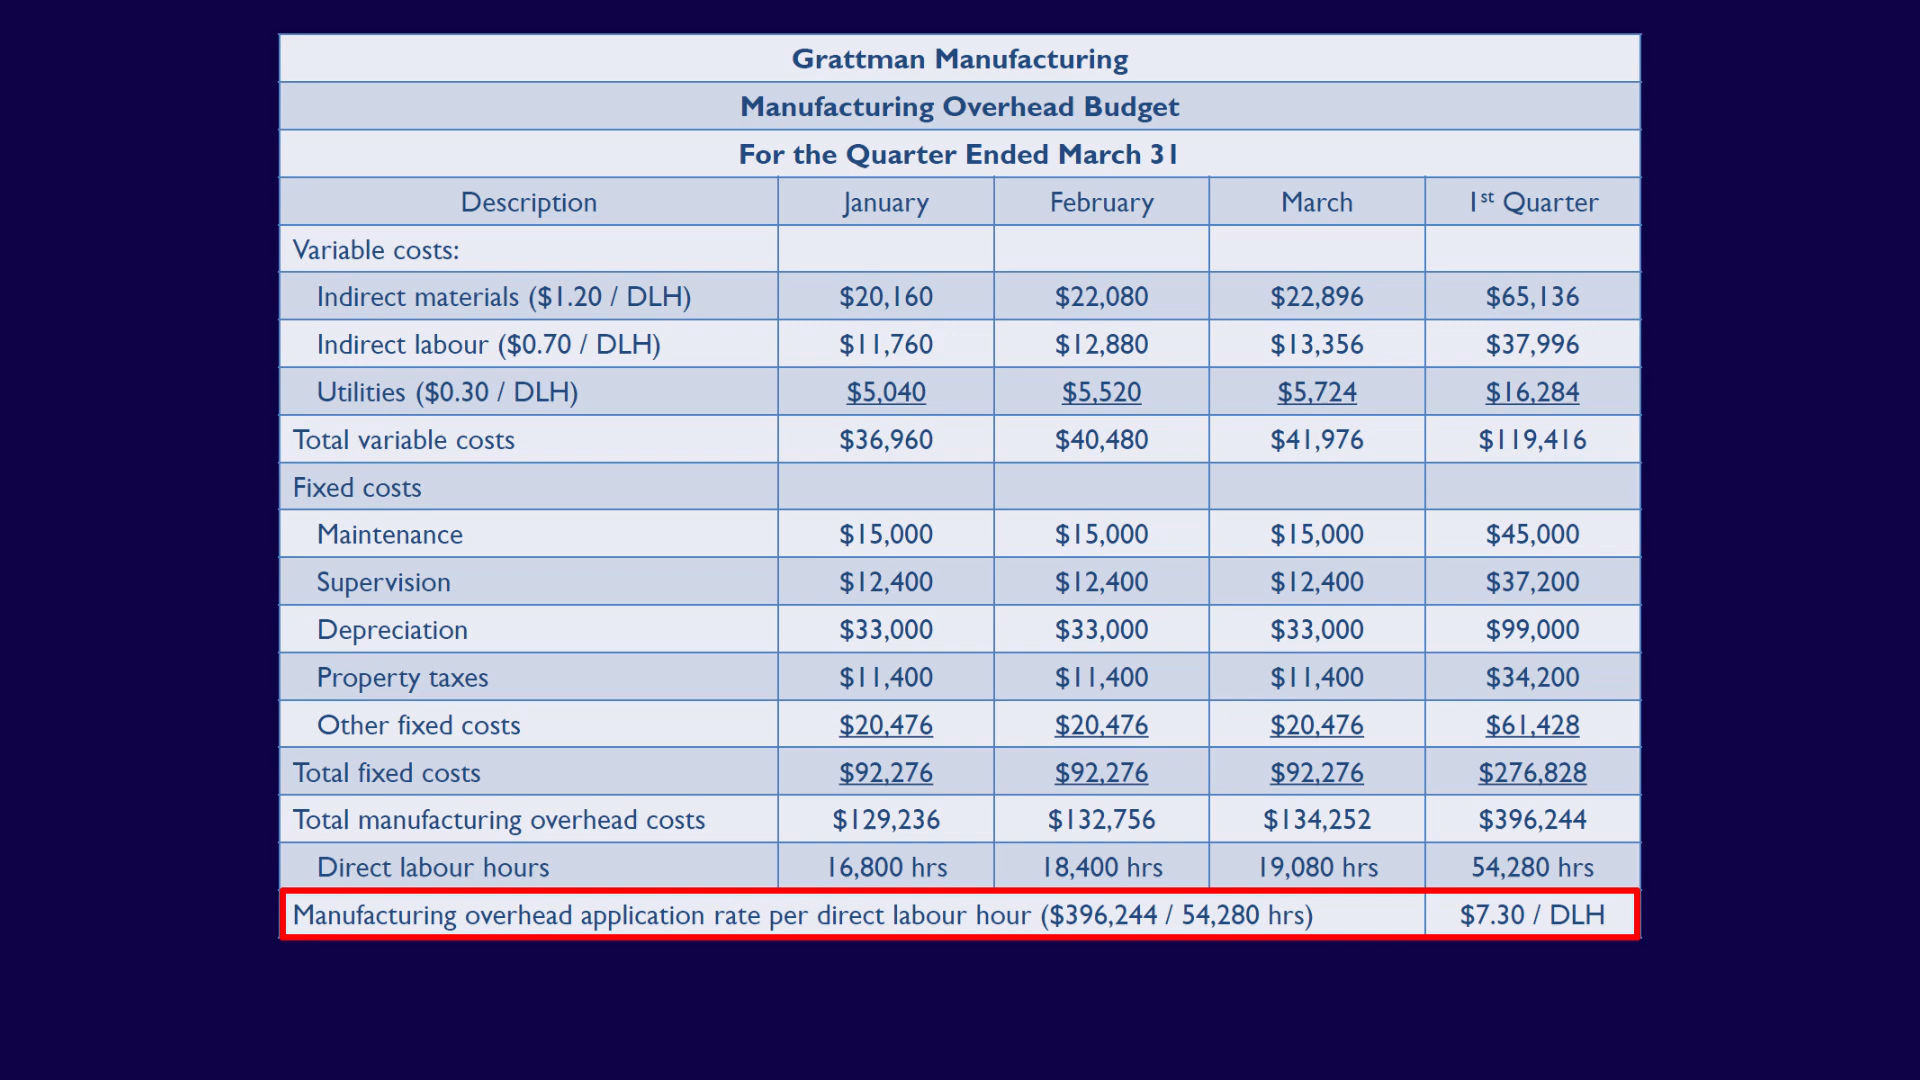 Grattman Manufacturing
Manufacturing Overhead Budget
For the Quarter Ended March 31
Description January February March 1st Quarter
Variable costs:
Indirect materials ($1.20 / DLH) $20,160 $22,080 $22,896 $65,136
Indirect labour ($0.70 / DLH) $11,760 $12,880 $13,356 $37,996
Utilities ($0.30 / DLH) $5,040 $5,520 $5,724 $16,284
Total variable costs $36,960 $40,480 $41,976 $119,416
Fixed costs
Maintenance $15,000 $15,000 $15,000 $45,000
Supervision $12,400 $12,400 $12,400 $37,200
Depreciation $33,000 $33,000 $33,000 $99,000
Property taxes $11,400 $11,400 $11,400 $34,200
Other fixed costs $20,476 $20,476 $20,476 $61,428
Total fixed costs $92,276 $92,276 $92,276 $276,828
Total manufacturing overhead costs $129,236 $132,756 $134,252 $396,244
Direct labour hours 16,800 hrs 18,400 hrs 19,080 hrs 54,280 hrs
Manufacturing overhead application rate per direct labour hour ($396,244 / 54,280 hrs) $7.30 / DLH